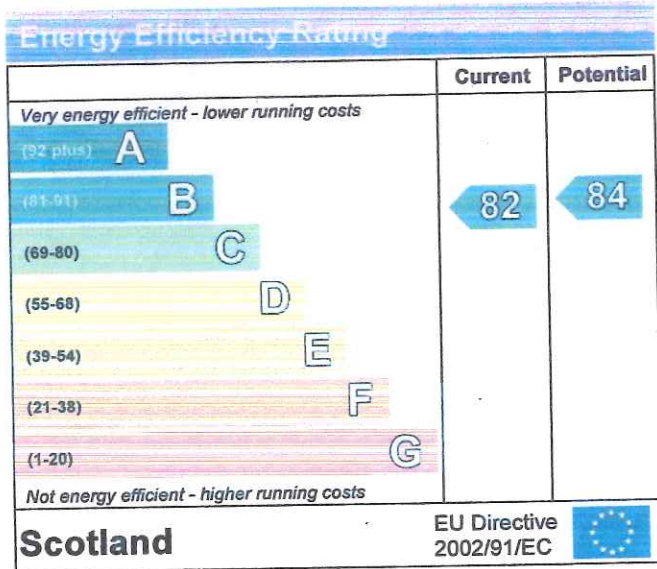 Energy Efficiency Rating
Current Potential
Very energy efficient - lower running costs
(92 plus) A
(81-91) B
82 84
(69-80) C
(55-68) D
(39-54) E
(21-38) F
(1-20) G
Not energy efficient - higher running costs
Scotland
EU Directive
2002/91/EC